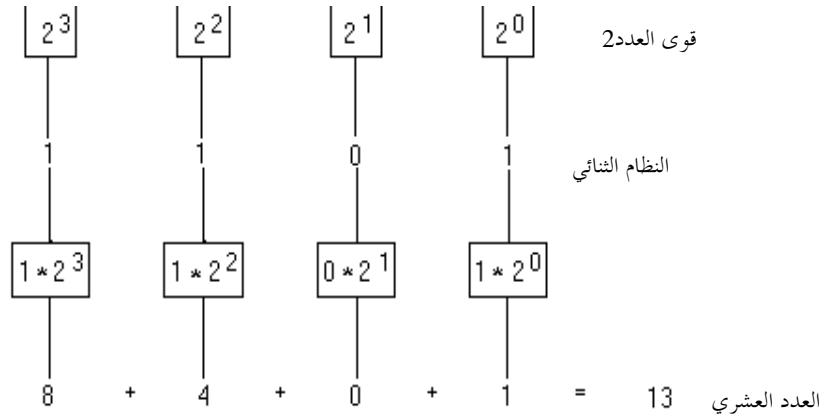 2^3 2^2 2^1 2^0 قوى العدد2
1 1 0 1 النظام الثنائي
1*2^3 1*2^2 0*2^1 1*2^0
8 + 4 + 0 + 1 = 13 العدد العشري